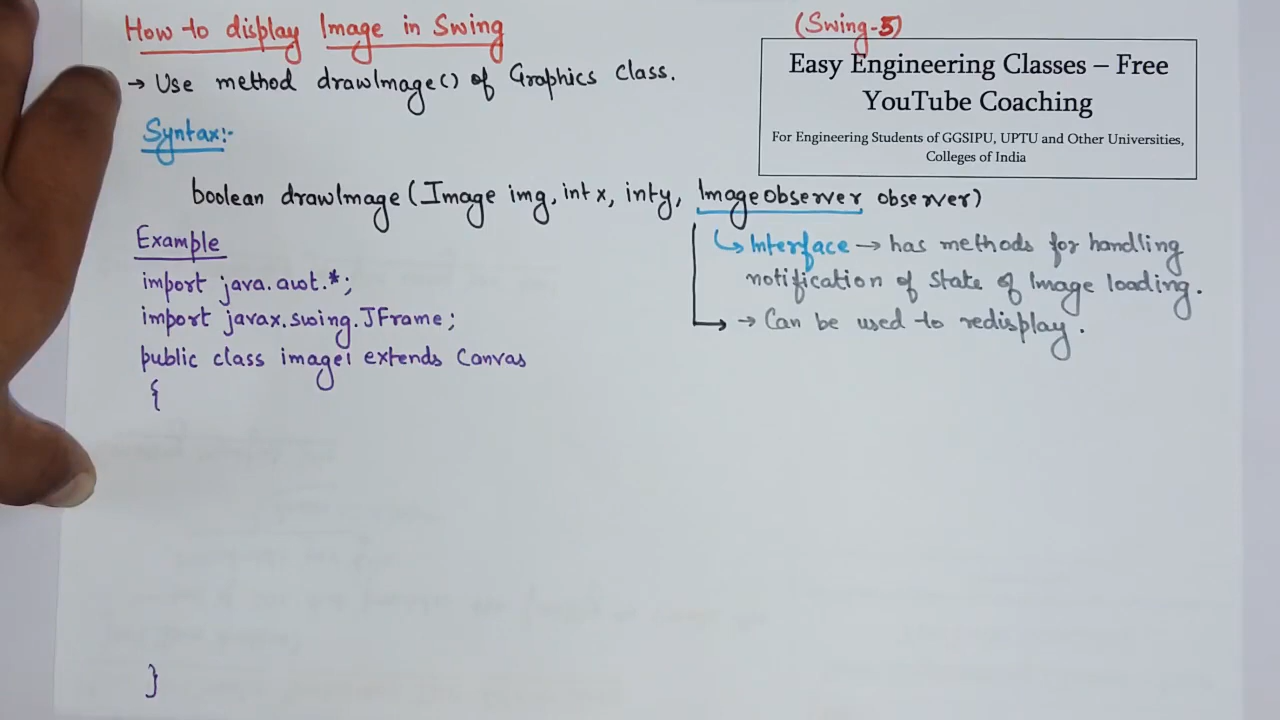 How to display Image in Swing
(Swing-5)
→ Use method drawImage() of Graphics Class.
Easy Engineering Classes – Free
YouTube Coaching
For Engineering Students of GGSIPU, UPTU and Other Universities,
Colleges of India
Syntax:-
boolean drawImage(Image img, int x, int y, ImageObserver observer)
↳ Interface → has methods for handling
notification of state of Image loading.
→ Can be used to redisplay.
Example
import java.awt.*;
import javax.swing.JFrame;
public class image1 extends Canvas
{
}